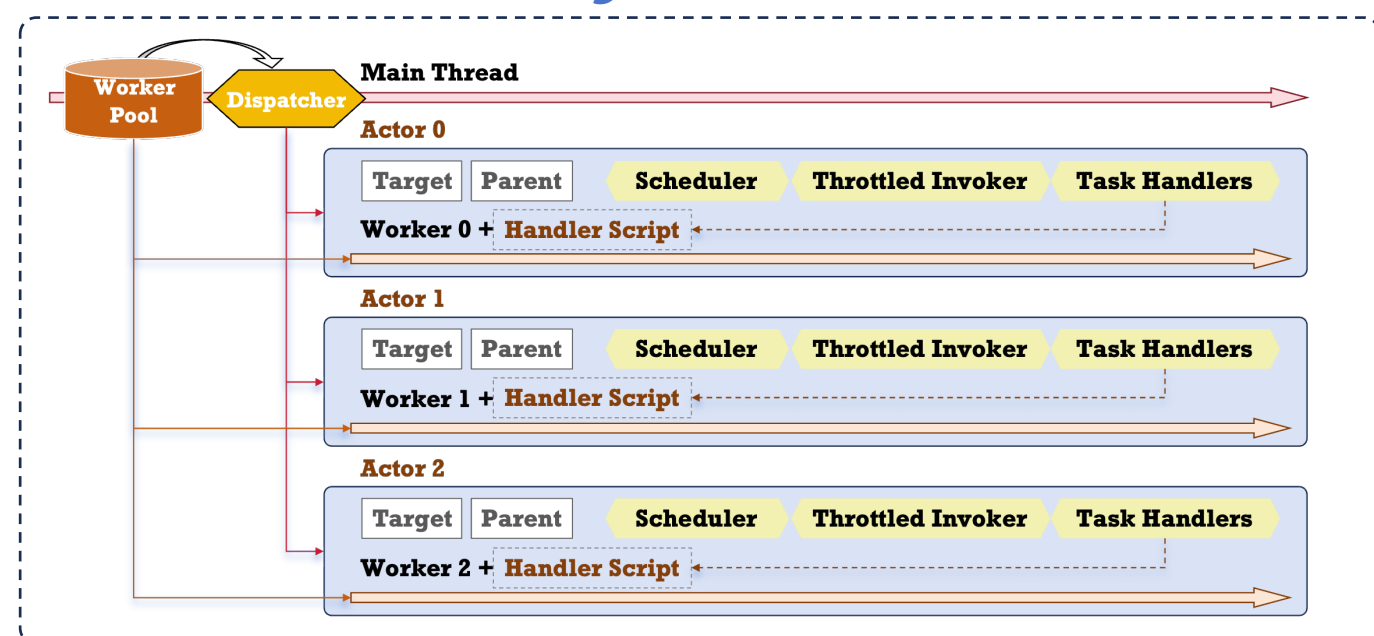 Worker
Pool
Dispatcher
Main Thread
Actor 0
Target
Parent
Scheduler
Throttled Invoker
Task Handlers
Worker 0 + Handler Script
Actor 1
Target
Parent
Scheduler
Throttled Invoker
Task Handlers
Worker 1 + Handler Script
Actor 2
Target
Parent
Scheduler
Throttled Invoker
Task Handlers
Worker 2 + Handler Script